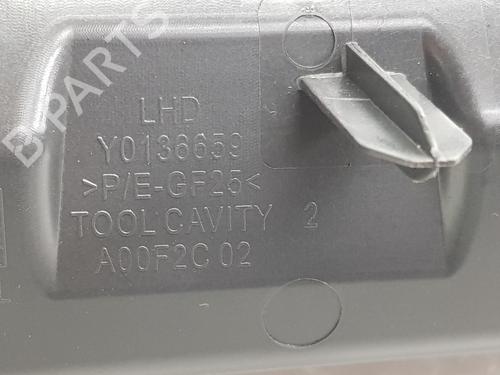 LHD
Y0136659
>P/E-GF25<
TOOL CAVITY 2
A00F2C 02
B-PARTS